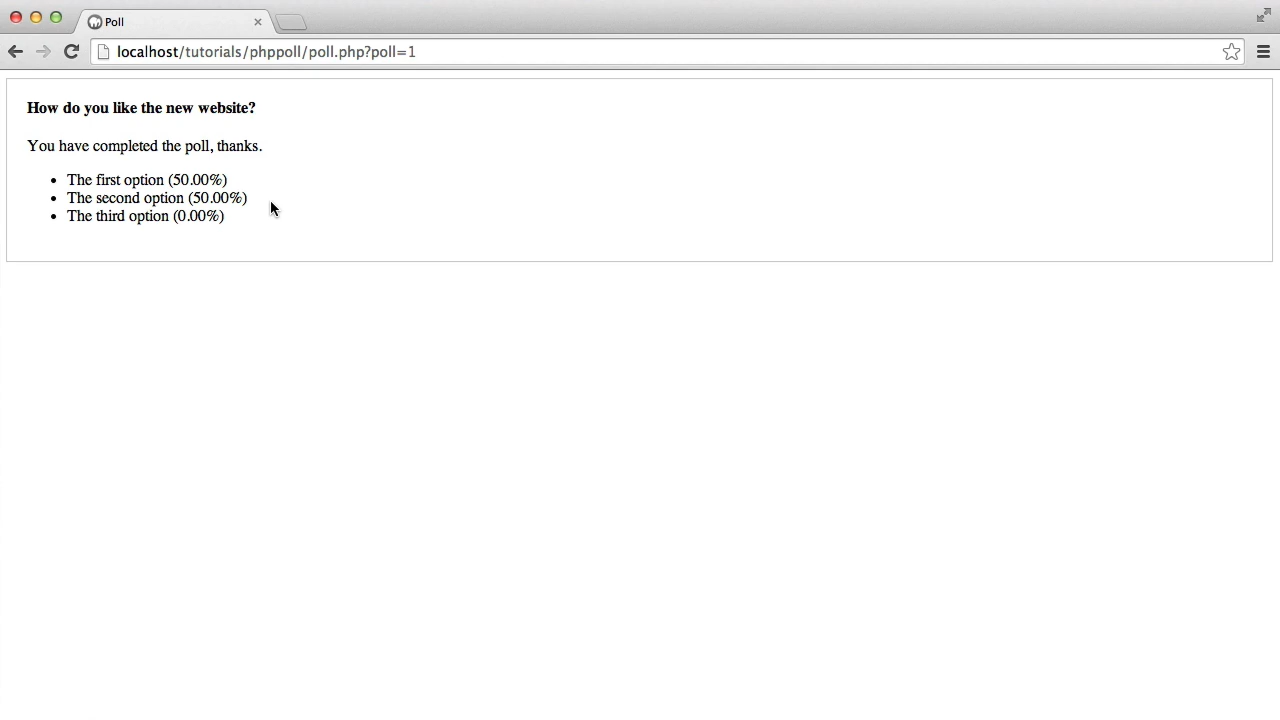 Poll
localhost/tutorials/phppoll/poll.php?poll=1
How do you like the new website?
You have completed the poll, thanks.
• The first option (50.00%)
• The second option (50.00%)
• The third option (0.00%)